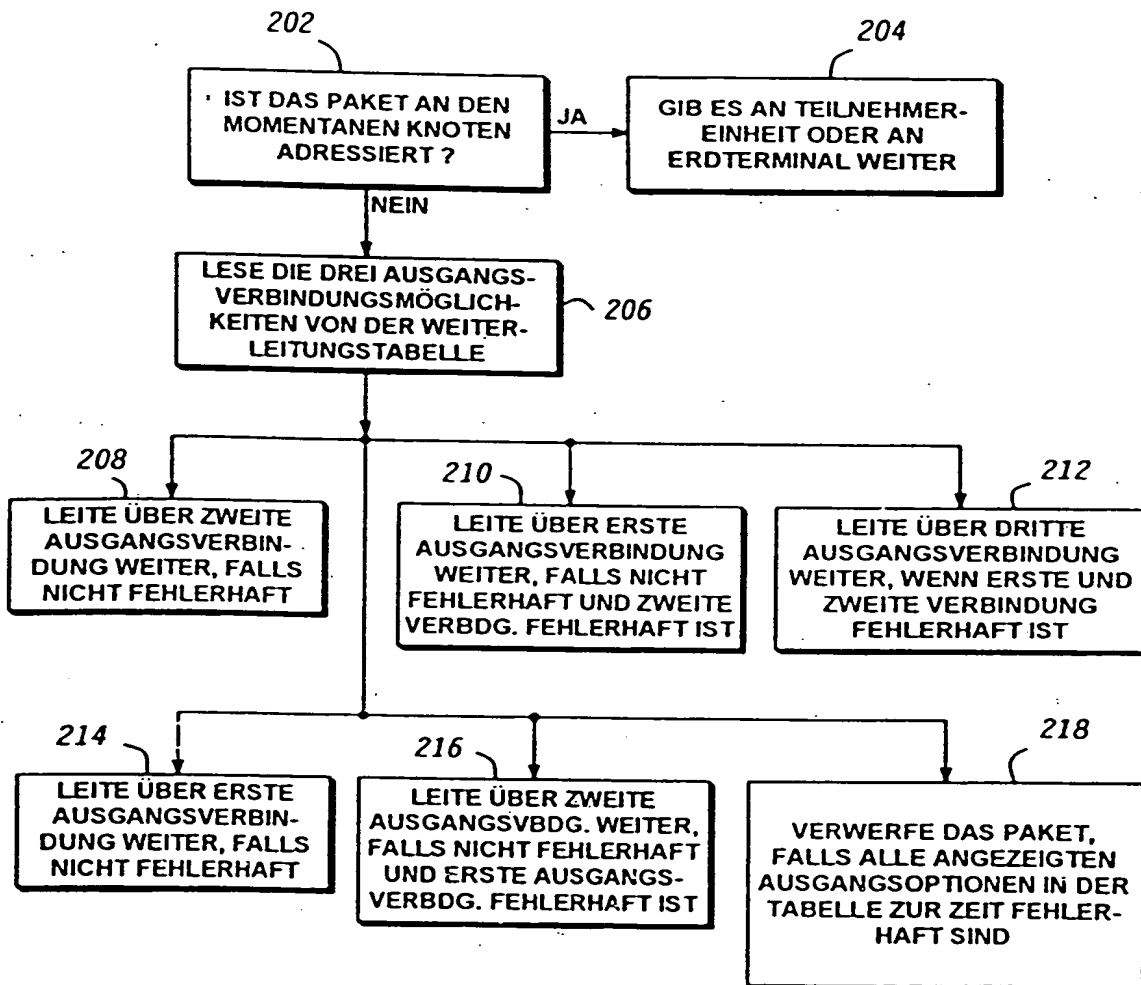 202
IST DAS PAKET AN DEN
MOMENTANEN KNOTEN
ADRESSIERT ?
JA
204
GIB ES AN TEILNEHMER-
EINHEIT ODER AN
ERDTERMINAL WEITER
NEIN
LESE DIE DREI AUSGANGS-
VERBINDUNGSMÖGLICH-
KEITEN VON DER WEITER-
LEITUNGSTABELLE
206
208
LEITE ÜBER ZWEITE
AUSGANGSVERBIN-
DUNG WEITER, FALLS
NICHT FEHLERHAFT
210
LEITE ÜBER ERSTE
AUSGANGSVERBINDUNG
WEITER, FALLS NICHT
FEHLERHAFT UND ZWEITE
VERBDG. FEHLERHAFT IST
212
LEITE ÜBER DRITTE
AUSGANGSVERBINDUNG
WEITER, WENN ERSTE UND
ZWEITE VERBINDUNG
FEHLERHAFT IST
214
LEITE ÜBER ERSTE
AUSGANGSVERBIN-
DUNG WEITER, FALLS
NICHT FEHLERHAFT
216
LEITE ÜBER ZWEITE
AUSGANGSVBDG. WEITER,
FALLS NICHT FEHLERHAFT
UND ERSTE AUSGANGS-
VERBDG. FEHLERHAFT IST
218
VERWERFE DAS PAKET,
FALLS ALLE ANGEZEIGTEN
AUSGANGSOPTIONEN IN DER
TABELLE ZUR ZEIT FEHLER-
HAFT SIND